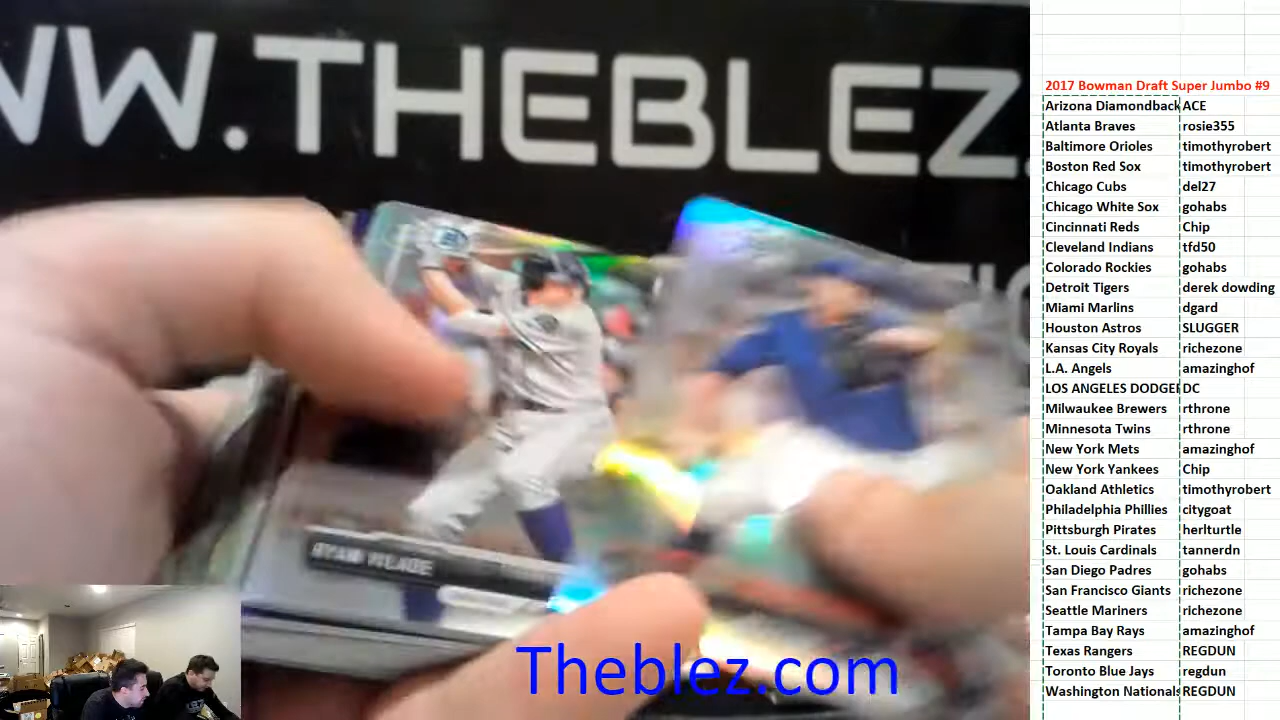 WW.THEBLEZ.
Theblez.com
2017 Bowman Draft Super Jumbo #9
Arizona Diamondback ACE
Atlanta Braves rosie355
Baltimore Orioles timothyrobert
Boston Red Sox timothyrobert
Chicago Cubs del27
Chicago White Sox gohabs
Cincinnati Reds Chip
Cleveland Indians tfd50
Colorado Rockies gohabs
Detroit Tigers derek dowding
Miami Marlins dgard
Houston Astros SLUGGER
Kansas City Royals richezone
L.A. Angels amazinghof
LOS ANGELES DODGE DC
Milwaukee Brewers rthrone
Minnesota Twins rthrone
New York Mets amazinghof
New York Yankees Chip
Oakland Athletics timothyrobert
Philadelphia Phillies citygoat
Pittsburgh Pirates herlturtle
St. Louis Cardinals tannerdn
San Diego Padres gohabs
San Francisco Giants richezone
Seattle Mariners richezone
Tampa Bay Rays amazinghof
Texas Rangers REGDUN
Toronto Blue Jays regdun
Washington Nationals REGDUN